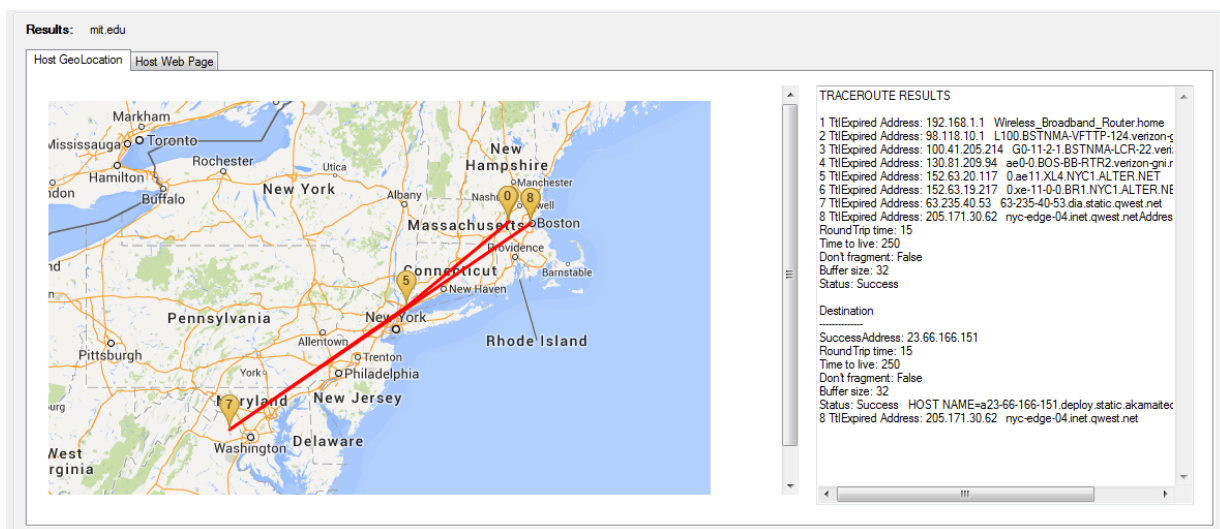 Results: mit.edu
Host GeoLocation
Host Web Page
Markham
Mississauga
Toronto
Hamilton
Buffalo
Rochester
Utica
New York
Albany
New
Hampshire
Manchester
0
8
Massachusetts
Boston
Providence
Connecticut
Barnstable
5
New Haven
New York
Rhode Island
Pennsylvania
Allentown
Pittsburgh
Trenton
York
Philadelphia
7
Maryland
New Jersey
Washington
Delaware
West
rginia
TRACEROUTE RESULTS
1 TtlExpired Address: 192.168.1.1 Wireless_Broadband_Router.home
2 TtlExpired Address: 98.118.10.1 L100.BSTNMA-VFTTP-124.verizon-g
3 TtlExpired Address: 100.41.205.214 G0-11-2-1.BSTNMA-LCR-22.veri
4 TtlExpired Address: 130.81.209.94 ae0-0.BOS-BB-RTR2.verizon-gni.r
5 TtlExpired Address: 152.63.20.117 0.ae11.XL4.NYC1.ALTER.NET
6 TtlExpired Address: 152.63.19.217 0.xe-11-0-0.BR1.NYC1.ALTER.NE
7 TtlExpired Address: 63.235.40.53 63-235-40-53.dia.static.qwest.net
8 TtlExpired Address: 205.171.30.62 nyc-edge-04.inet.qwest.netAddres
RoundTrip time: 15
Time to live: 250
Don't fragment: False
Buffer size: 32
Status: Success
Destination
--------------
SuccessAddress: 23.66.166.151
RoundTrip time: 15
Time to live: 250
Don't fragment: False
Buffer size: 32
Status: Success HOST NAME=a23-66-166-151.deploy.static.akamaitec
8 TtlExpired Address: 205.171.30.62 nyc-edge-04.inet.qwest.net